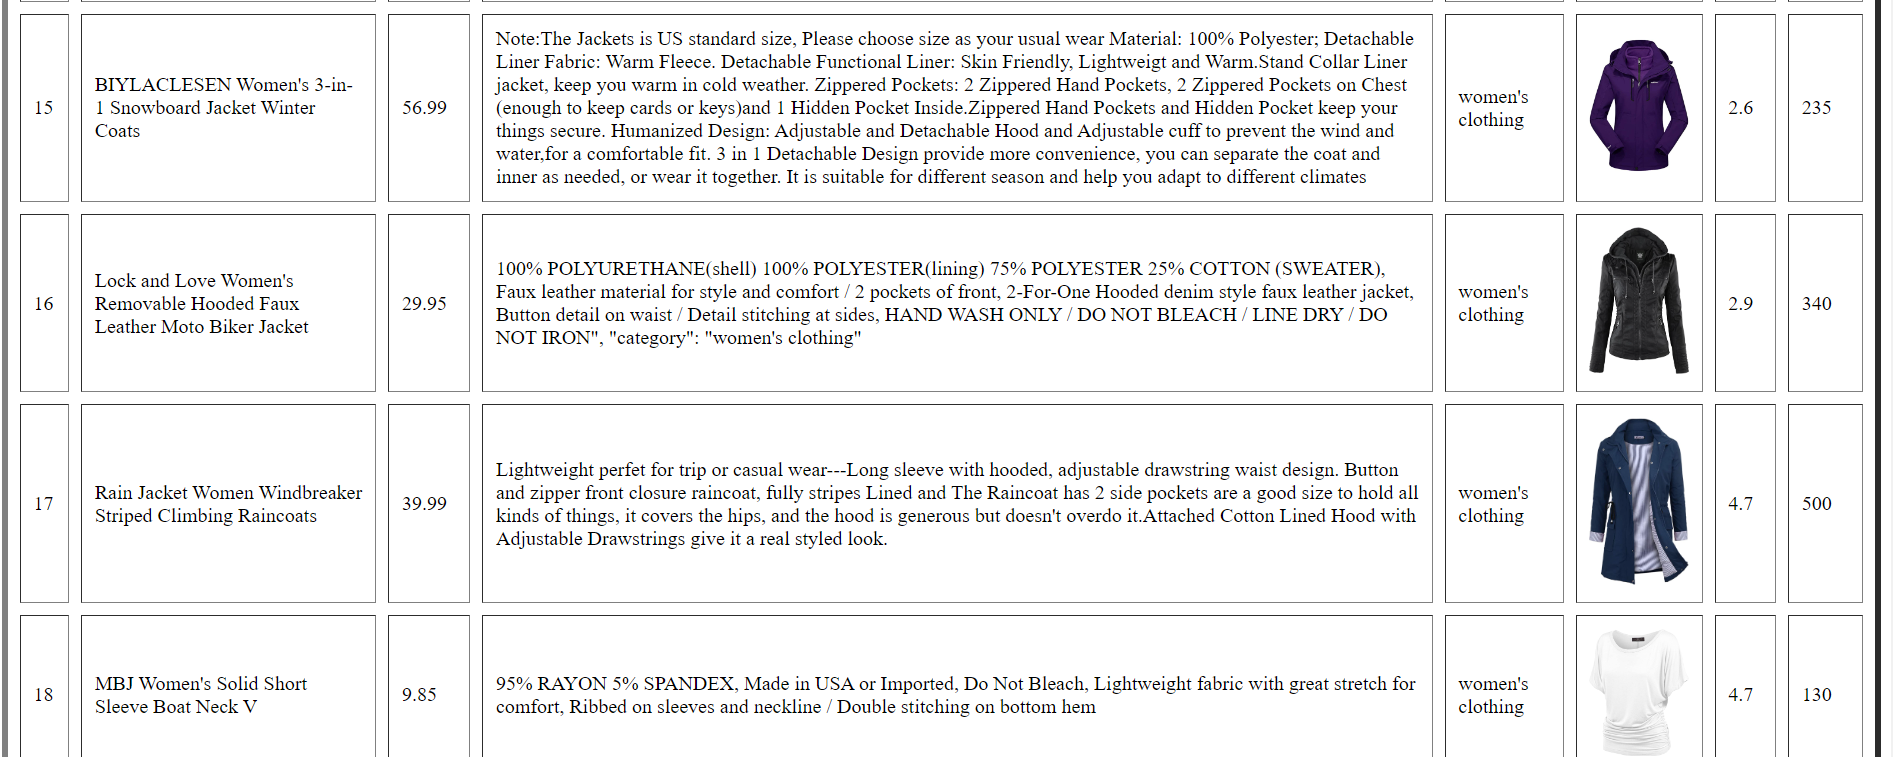 15
BIYLACLESEN Women's 3-in-
1 Snowboard Jacket Winter
Coats
56.99
Note:The Jackets is US standard size, Please choose size as your usual wear Material: 100% Polyester; Detachable
Liner Fabric: Warm Fleece. Detachable Functional Liner: Skin Friendly, Lightweigt and Warm.Stand Collar Liner
jacket, keep you warm in cold weather. Zippered Pockets: 2 Zippered Hand Pockets, 2 Zippered Pockets on Chest
(enough to keep cards or keys)and 1 Hidden Pocket Inside.Zippered Hand Pockets and Hidden Pocket keep your
things secure. Humanized Design: Adjustable and Detachable Hood and Adjustable cuff to prevent the wind and
water,for a comfortable fit. 3 in 1 Detachable Design provide more convenience, you can separate the coat and
inner as needed, or wear it together. It is suitable for different season and help you adapt to different climates
women's
clothing
2.6
235
16
Lock and Love Women's
Removable Hooded Faux
Leather Moto Biker Jacket
29.95
100% POLYURETHANE(shell) 100% POLYESTER(lining) 75% POLYESTER 25% COTTON (SWEATER),
Faux leather material for style and comfort / 2 pockets of front, 2-For-One Hooded denim style faux leather jacket,
Button detail on waist / Detail stitching at sides, HAND WASH ONLY / DO NOT BLEACH / LINE DRY / DO
NOT IRON", "category": "women's clothing"
women's
clothing
2.9
340
17
Rain Jacket Women Windbreaker
Striped Climbing Raincoats
39.99
Lightweight perfet for trip or casual wear---Long sleeve with hooded, adjustable drawstring waist design. Button
and zipper front closure raincoat, fully stripes Lined and The Raincoat has 2 side pockets are a good size to hold all
kinds of things, it covers the hips, and the hood is generous but doesn't overdo it.Attached Cotton Lined Hood with
Adjustable Drawstrings give it a real styled look.
women's
clothing
4.7
500
18
MBJ Women's Solid Short
Sleeve Boat Neck V
9.85
95% RAYON 5% SPANDEX, Made in USA or Imported, Do Not Bleach, Lightweight fabric with great stretch for
comfort, Ribbed on sleeves and neckline / Double stitching on bottom hem
women's
clothing
4.7
130